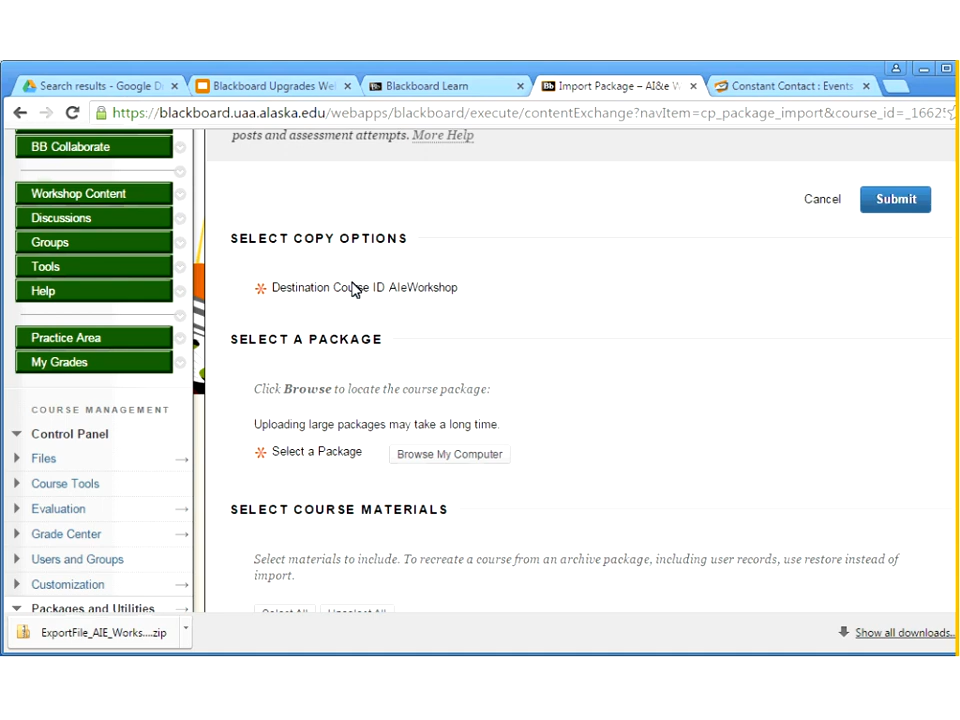 Search results - Google D
Blackboard Upgrades We
Blackboard Learn
Import Package – AI&e W
Constant Contact : Events
https://blackboard.uaa.alaska.edu/webapps/blackboard/execute/contentExchange?navItem=cp_package_import&course_id=_1662
BB Collaborate
Workshop Content
Discussions
Groups
Tools
Help
Practice Area
My Grades
COURSE MANAGEMENT
Control Panel
Files
Course Tools
Evaluation
Grade Center
Users and Groups
Customization
Packages and Utilities
posts and assessment attempts. More Help
Cancel
Submit
SELECT COPY OPTIONS
Destination Course ID AIeWorkshop
SELECT A PACKAGE
Click Browse to locate the course package:
Uploading large packages may take a long time.
Select a Package
Browse My Computer
SELECT COURSE MATERIALS
Select materials to include. To recreate a course from an archive package, including user records, use restore instead of
import.
Select All
Unselect All
ExportFile_AIE_Works....zip
Show all downloads...